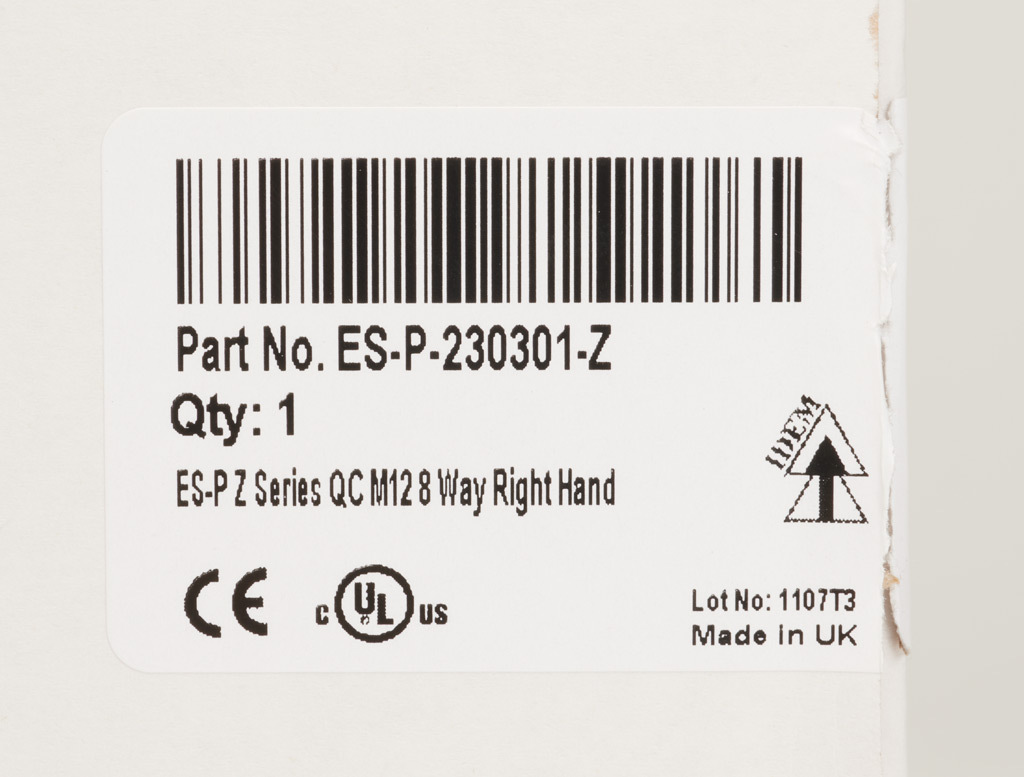 Part No. ES-P-230301-Z
Qty: 1
IDEM
ES-P Z Series QC M12 8 Way Right Hand
CE
c UL US
Lot No: 1107T3
Made in UK